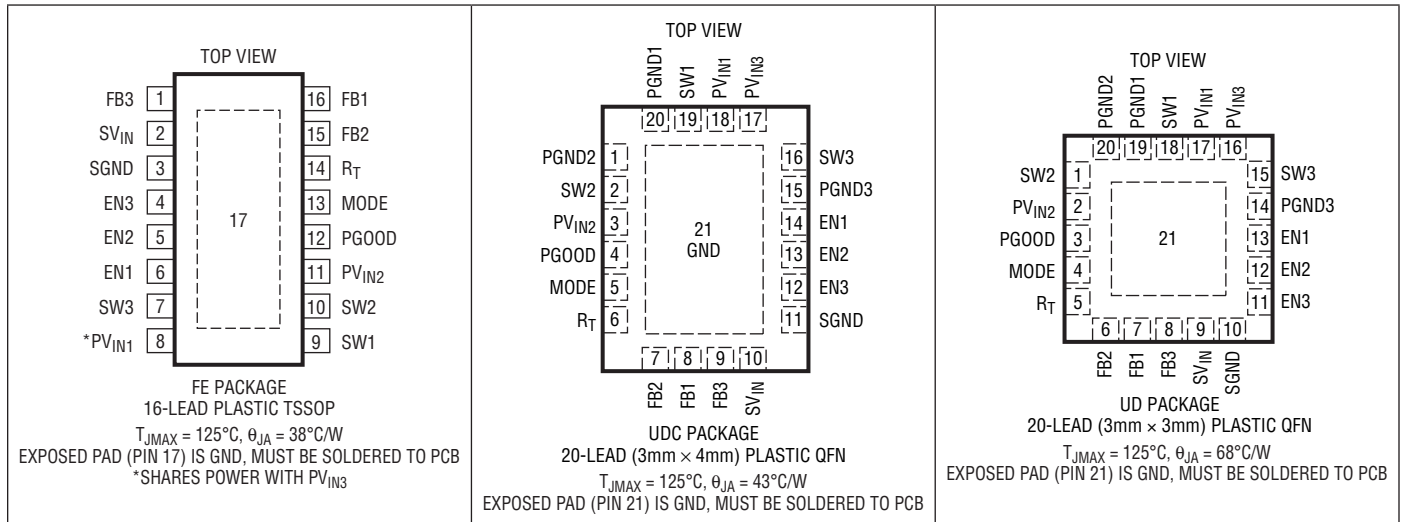 TOP VIEW
FB3 1
SVIN 2
SGND 3
EN3 4
EN2 5
EN1 6
SW3 7
*PVIN1 8
17
16 FB1
15 FB2
14 RT
13 MODE
12 PGOOD
11 PVIN2
10 SW2
9 SW1
FE PACKAGE
16-LEAD PLASTIC TSSOP
TJMAX = 125°C, θJA = 38°C/W
EXPOSED PAD (PIN 17) IS GND, MUST BE SOLDERED TO PCB
*SHARES POWER WITH PVIN3
TOP VIEW
PGND1 SW1 PVIN1 PVIN3
20 19 18 17
PGND2 1
SW2 2
PVIN2 3
PGOOD 4
MODE 5
RT 6
21
GND
16 SW3
15 PGND3
14 EN1
13 EN2
12 EN3
11 SGND
7 8 9 10
FB2 FB1 FB3 SVIN
UDC PACKAGE
20-LEAD (3mm × 4mm) PLASTIC QFN
TJMAX = 125°C, θJA = 43°C/W
EXPOSED PAD (PIN 21) IS GND, MUST BE SOLDERED TO PCB
TOP VIEW
PGND2 PGND1 SW1 PVIN1 PVIN3
20 19 18 17 16
SW2 1
PVIN2 2
PGOOD 3
MODE 4
RT 5
21
15 SW3
14 PGND3
13 EN1
12 EN2
11 EN3
6 7 8 9 10
FB2 FB1 FB3 SVIN SGND
UD PACKAGE
20-LEAD (3mm × 3mm) PLASTIC QFN
TJMAX = 125°C, θJA = 68°C/W
EXPOSED PAD (PIN 21) IS GND, MUST BE SOLDERED TO PCB